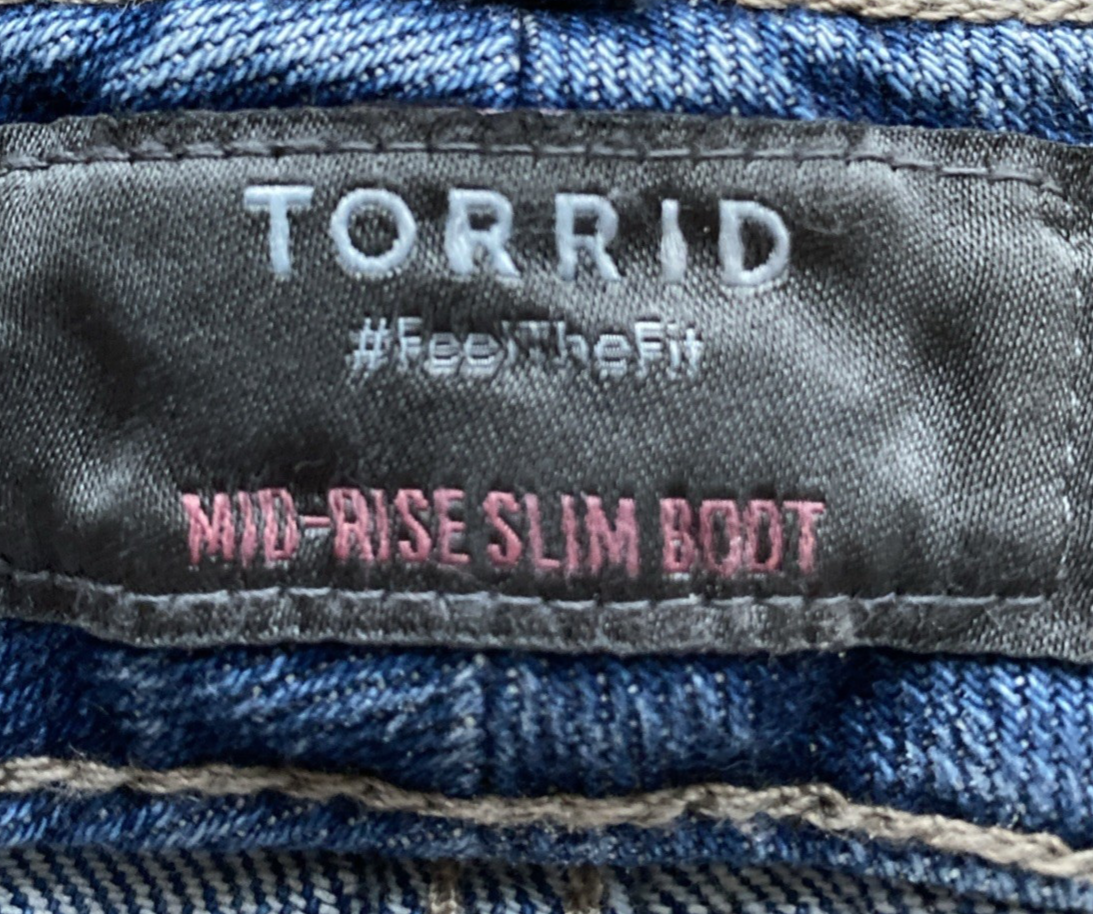 TORRID
#FeelTheFit
MID-RISE SLIM BOOT